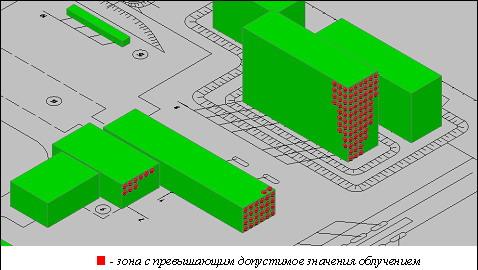 - зона с превышающим допустимое значения облучением